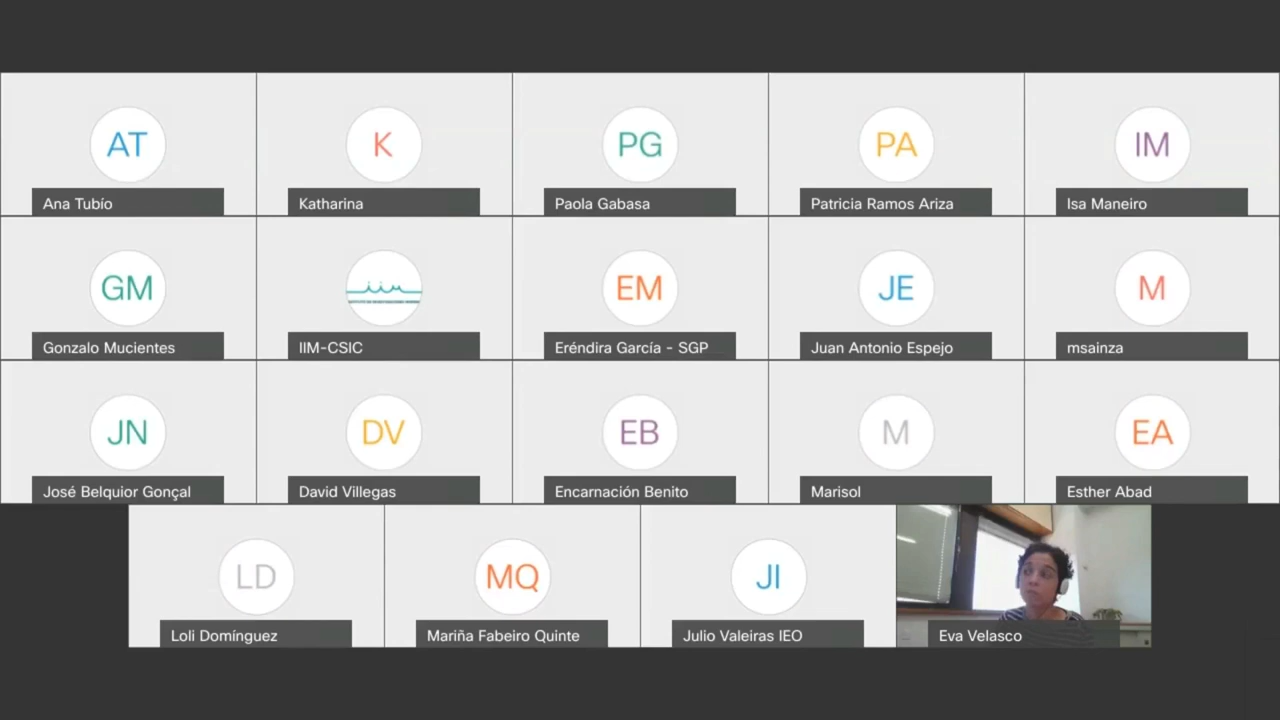 AT
K
PG
PA
IM
Ana Tubío
Katharina
Paola Gabasa
Patricia Ramos Ariza
Isa Maneiro
GM
iim
EM
JE
M
Gonzalo Mucientes
IIM-CSIC
Eréndira García - SGP
Juan Antonio Espejo
msainza
JN
DV
EB
M
EA
José Belquior Gonçal
David Villegas
Encarnación Benito
Marisol
Esther Abad
LD
MQ
JI
Loli Domínguez
Mariña Fabeiro Quinte
Julio Valeiras IEO
Eva Velasco